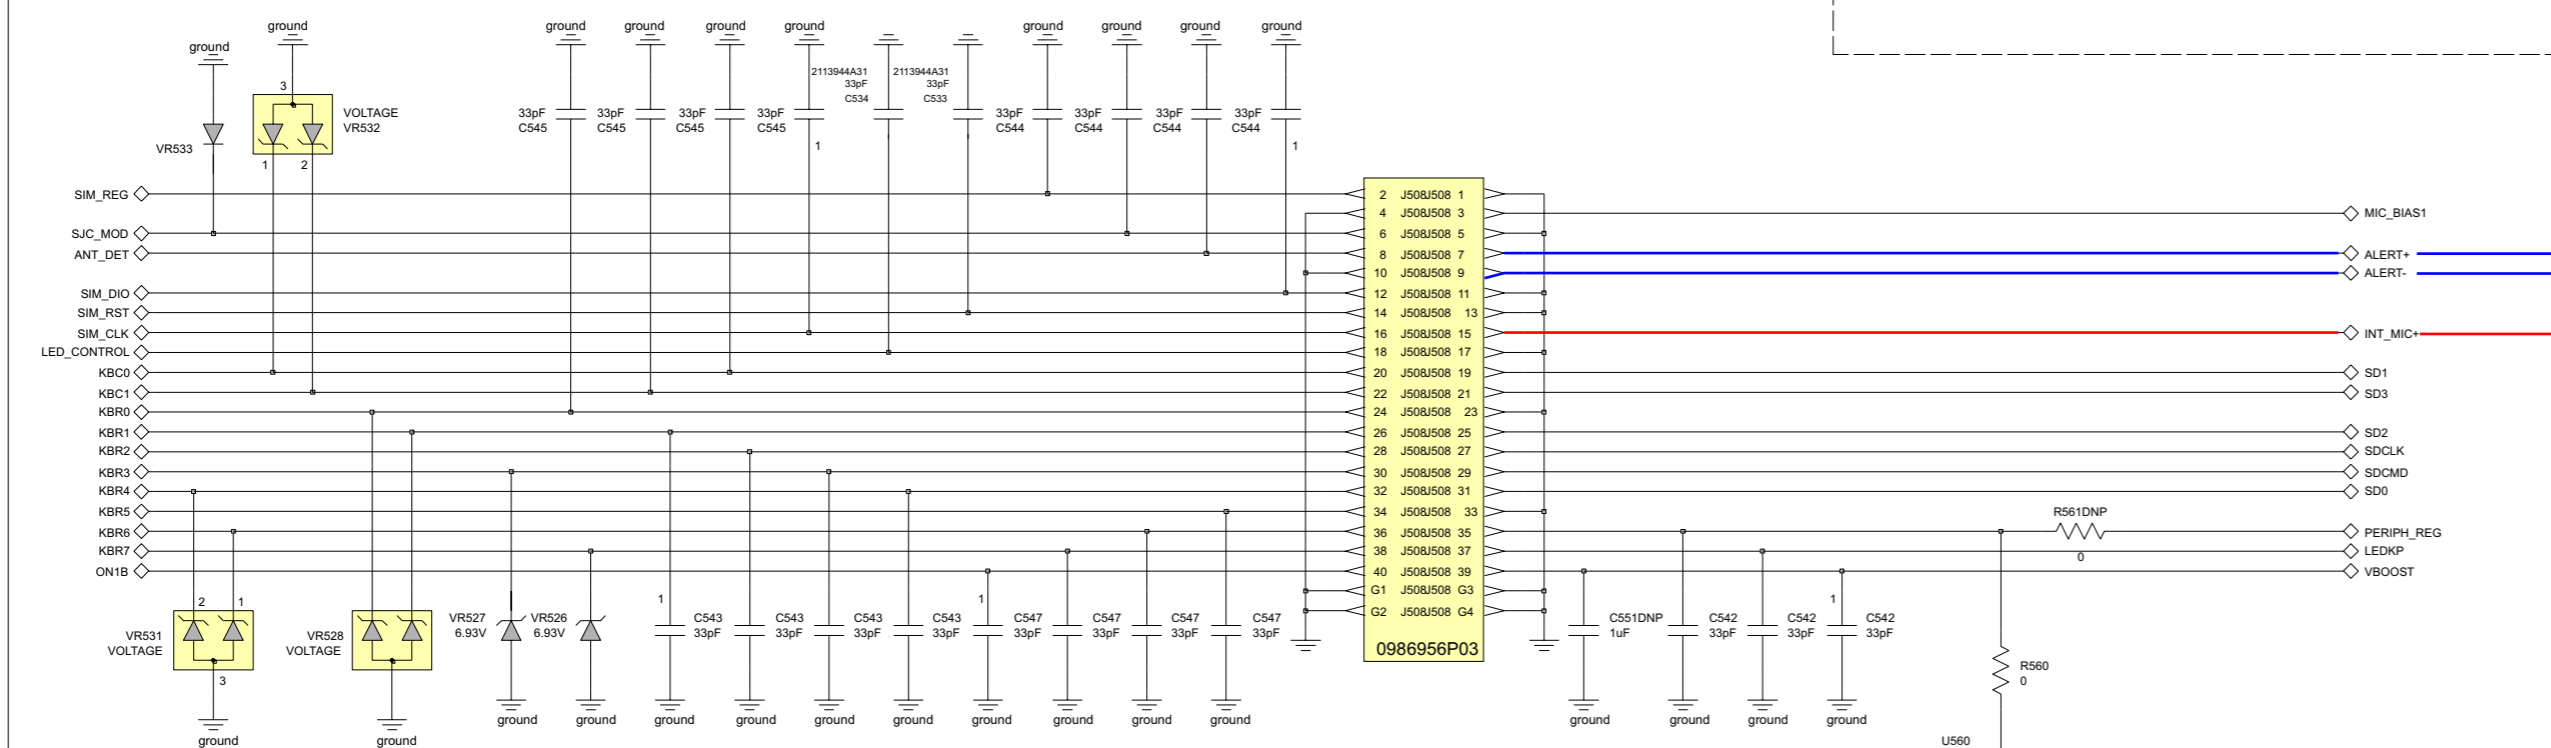 ground
ground
ground ground ground ground
ground ground ground ground
3
VOLTAGE
VR532
VR533
1 2
33pF
C545
33pF
C545
33pF
C545
33pF
C545
1
2113944A31
33pF
C534
2113944A31
33pF
C533
33pF
C544
33pF
C544
33pF
C544
33pF
C544
1
SIM_REG
SJC_MOD
ANT_DET
SIM_DIO
SIM_RST
SIM_CLK
LED_CONTROL
KBC0
KBC1
KBR0
KBR1
KBR2
KBR3
KBR4
KBR5
KBR6
KBR7
ON1B
2 J508J508 1
4 J508J508 3
6 J508J508 5
8 J508J508 7
10 J508J508 9
12 J508J508 11
14 J508J508 13
16 J508J508 15
18 J508J508 17
20 J508J508 19
22 J508J508 21
24 J508J508 23
26 J508J508 25
28 J508J508 27
30 J508J508 29
32 J508J508 31
34 J508J508 33
36 J508J508 35
38 J508J508 37
40 J508J508 39
G1 J508J508 G3
G2 J508J508 G4
0986956P03
MIC_BIAS1
ALERT+
ALERT-
INT_MIC+
SD1
SD3
SD2
SDCLK
SDCMD
SD0
R561DNP
0
PERIPH_REG
LEDKP
VBOOST
2 1
VR531
VOLTAGE
3
ground
VR528
VOLTAGE
ground
VR527
6.93V
ground
VR526
6.93V
ground
1
C543
33pF
ground
C543
33pF
ground
C543
33pF
ground
C543
33pF
ground
1
C547
33pF
ground
C547
33pF
ground
C547
33pF
ground
C547
33pF
ground
C551DNP
1uF
ground
C542
33pF
ground
C542
33pF
ground
1
C542
33pF
ground
R560
0
U560